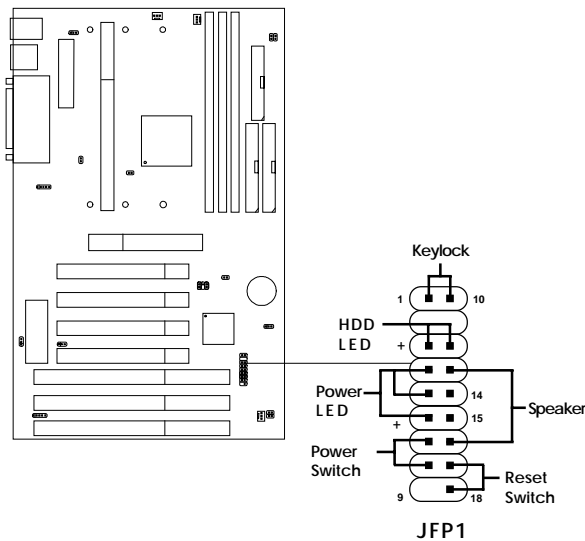 Keylock
1 10
HDD
LED +
14
Power
LED
15
+
Speaker
Power
Switch
Reset
Switch
9 18
JFP1